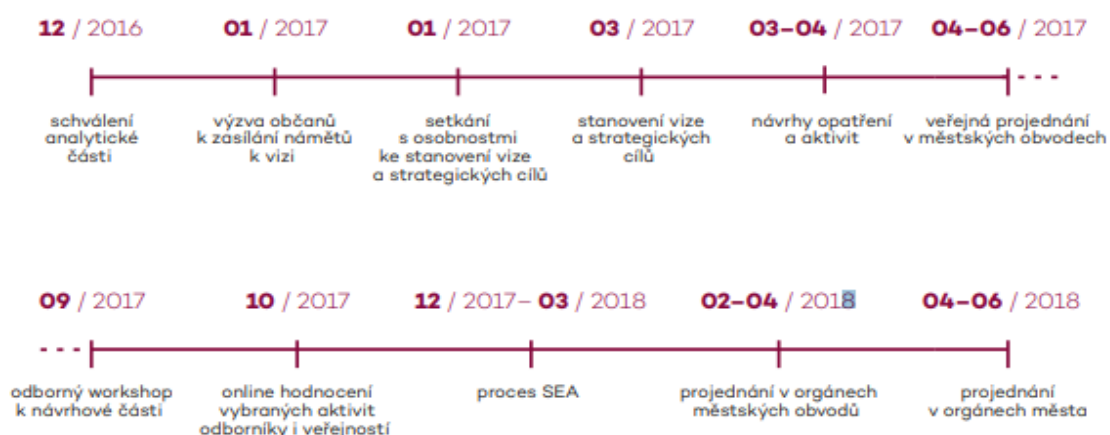 12 / 2016
01 / 2017
01 / 2017
03 / 2017
03–04 / 2017
04–06 / 2017
schválení
analytické
části
výzva občanů
k zasílání námětů
k vizi
setkání
s osobnostmi
ke stanovení vize
a strategických cílů
stanovení vize
a strategických
cílů
návrhy opatření
a aktivit
veřejná projednání
v městských obvodech
09 / 2017
10 / 2017
12 / 2017– 03 / 2018
02–04 / 2018
04–06 / 2018
odborný workshop
k návrhové části
online hodnocení
vybraných aktivit
odborníky i veřejností
proces SEA
projednání v orgánech
městských obvodů
projednání
v orgánech města